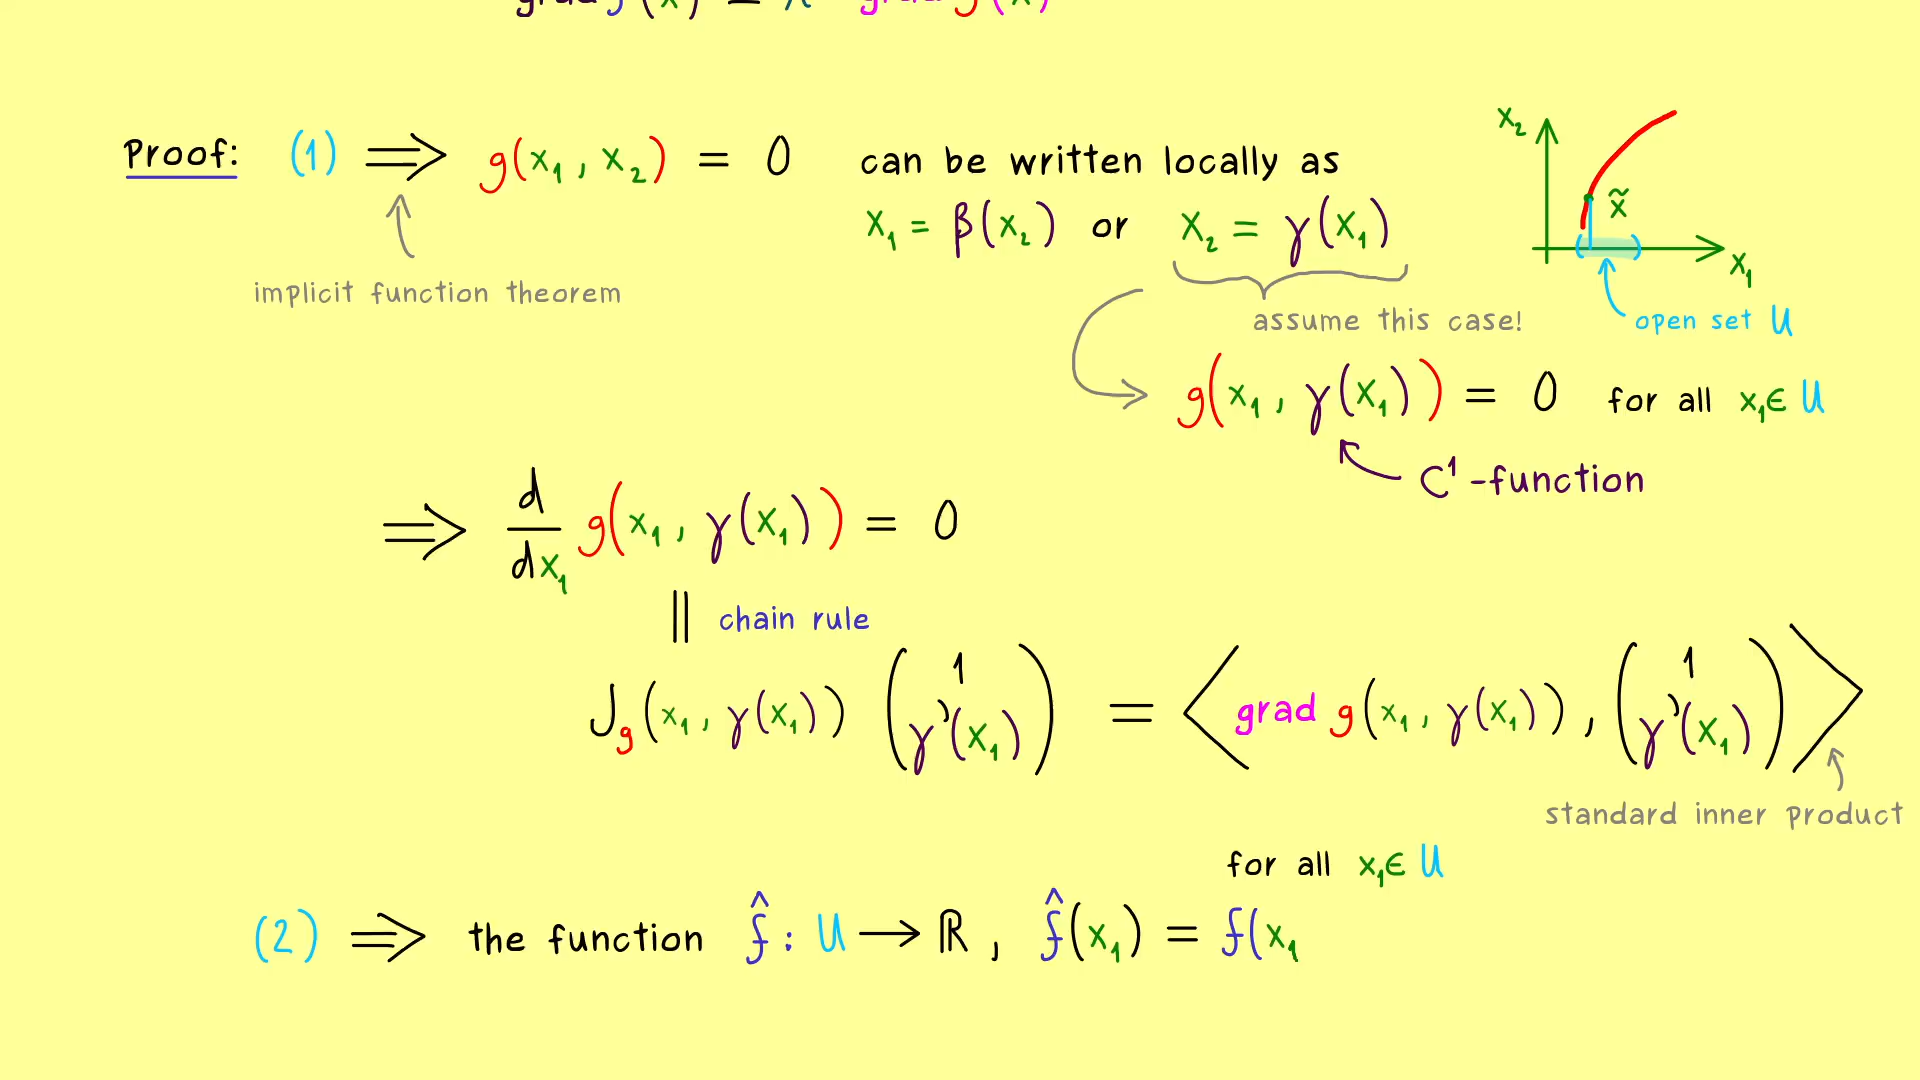 Proof: (1) ⟹ g(x₁, x₂) = 0 can be written locally as
x₁ = β(x₂) or x₂ = γ(x₁)
implicit function theorem
assume this case!
x₂
x̃
x₁
open set U
g(x₁, γ(x₁)) = 0 for all x₁ ∈ U
C¹-function
⟹ d/dx₁ g(x₁, γ(x₁)) = 0
|| chain rule
J_g(x₁, γ(x₁)) (1 γ'(x₁)) = ⟨grad g(x₁, γ(x₁)), (1 γ'(x₁))⟩
standard inner product
for all x₁ ∈ U
(2) ⟹ the function f̂ : U ⟶ ℝ, f̂(x₁) = f(x₁